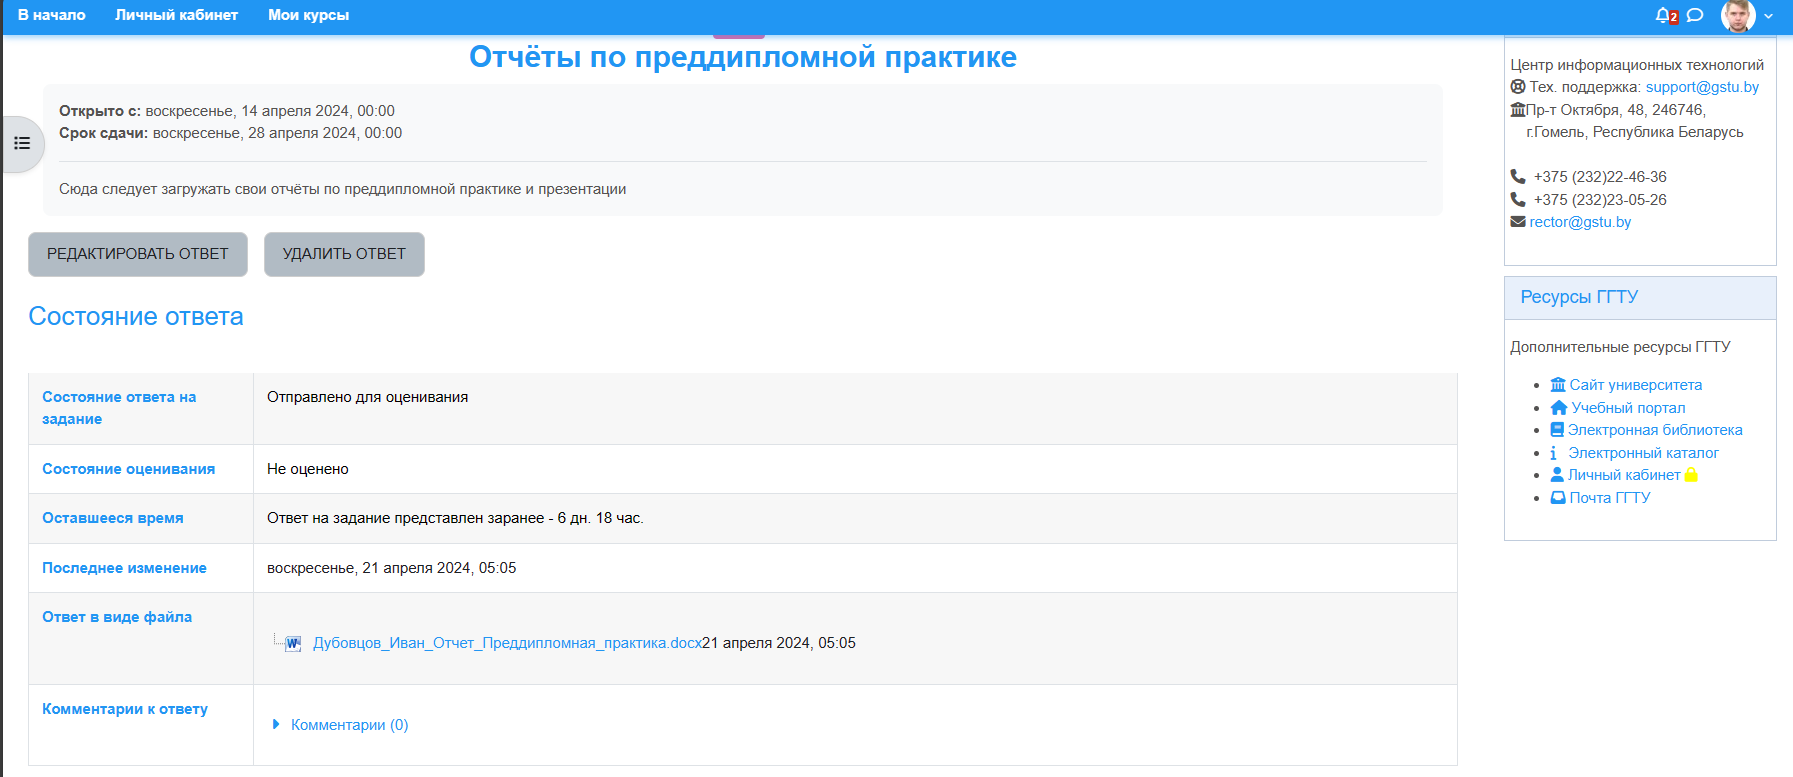 В начало Личный кабинет Мои курсы 2
Отчёты по преддипломной практике
Открыто с: воскресенье, 14 апреля 2024, 00:00
Срок сдачи: воскресенье, 28 апреля 2024, 00:00
Сюда следует загружать свои отчёты по преддипломной практике и презентации
РЕДАКТИРОВАТЬ ОТВЕТ УДАЛИТЬ ОТВЕТ
Состояние ответа
Состояние ответа на
задание
Отправлено для оценивания
Состояние оценивания Не оценено
Оставшееся время Ответ на задание представлен заранее - 6 дн. 18 час.
Последнее изменение воскресенье, 21 апреля 2024, 05:05
Ответ в виде файла
Дубовцов_Иван_Отчет_Преддипломная_практика.docx21 апреля 2024, 05:05
Комментарии к ответу
Комментарии (0)
Центр информационных технологий
Тех. поддержка: support@gstu.by
Пр-т Октября, 48, 246746,
г.Гомель, Республика Беларусь
+375 (232)22-46-36
+375 (232)23-05-26
rector@gstu.by
Ресурсы ГГТУ
Дополнительные ресурсы ГГТУ
Сайт университета
Учебный портал
Электронная библиотека
Электронный каталог
Личный кабинет
Почта ГГТУ